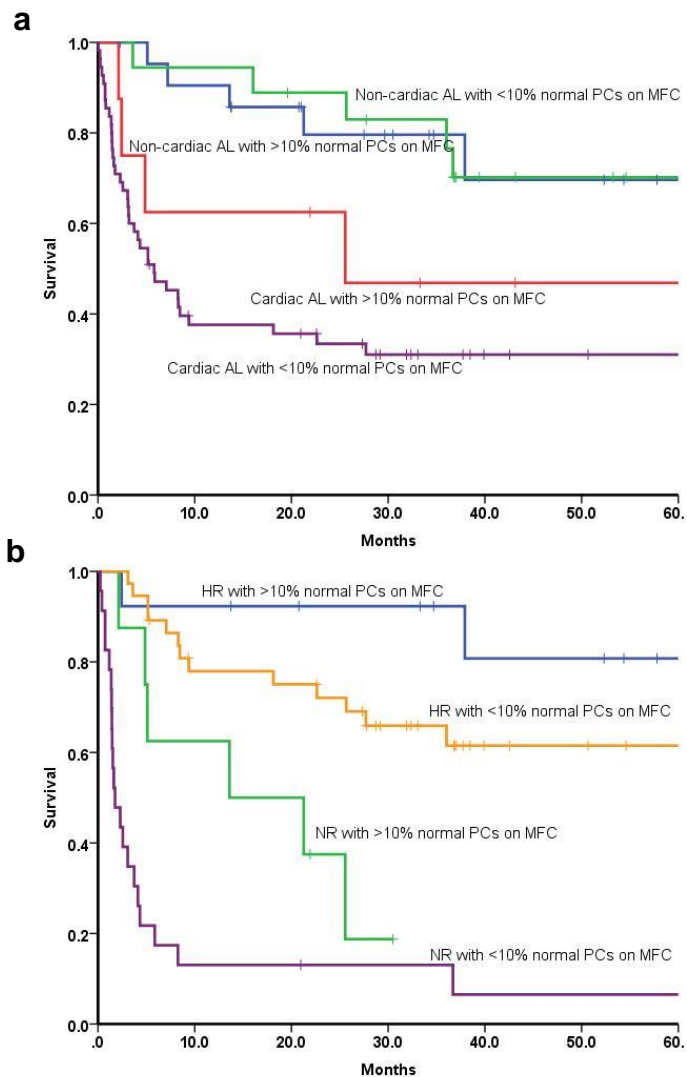 a
1.0
Non-cardiac AL with <10% normal PCs on MFC
0.8
Non-cardiac AL with >10% normal PCs on MFC
0.6
Survival
Cardiac AL with >10% normal PCs on MFC
0.4
Cardiac AL with <10% normal PCs on MFC
0.2
0.0
.0 10.0 20.0 30.0 40.0 50.0 60.
Months
b
1.0
HR with >10% normal PCs on MFC
0.8
HR with <10% normal PCs on MFC
0.6
Survival
NR with >10% normal PCs on MFC
0.4
0.2
NR with <10% normal PCs on MFC
0.0
.0 10.0 20.0 30.0 40.0 50.0 60.
Months